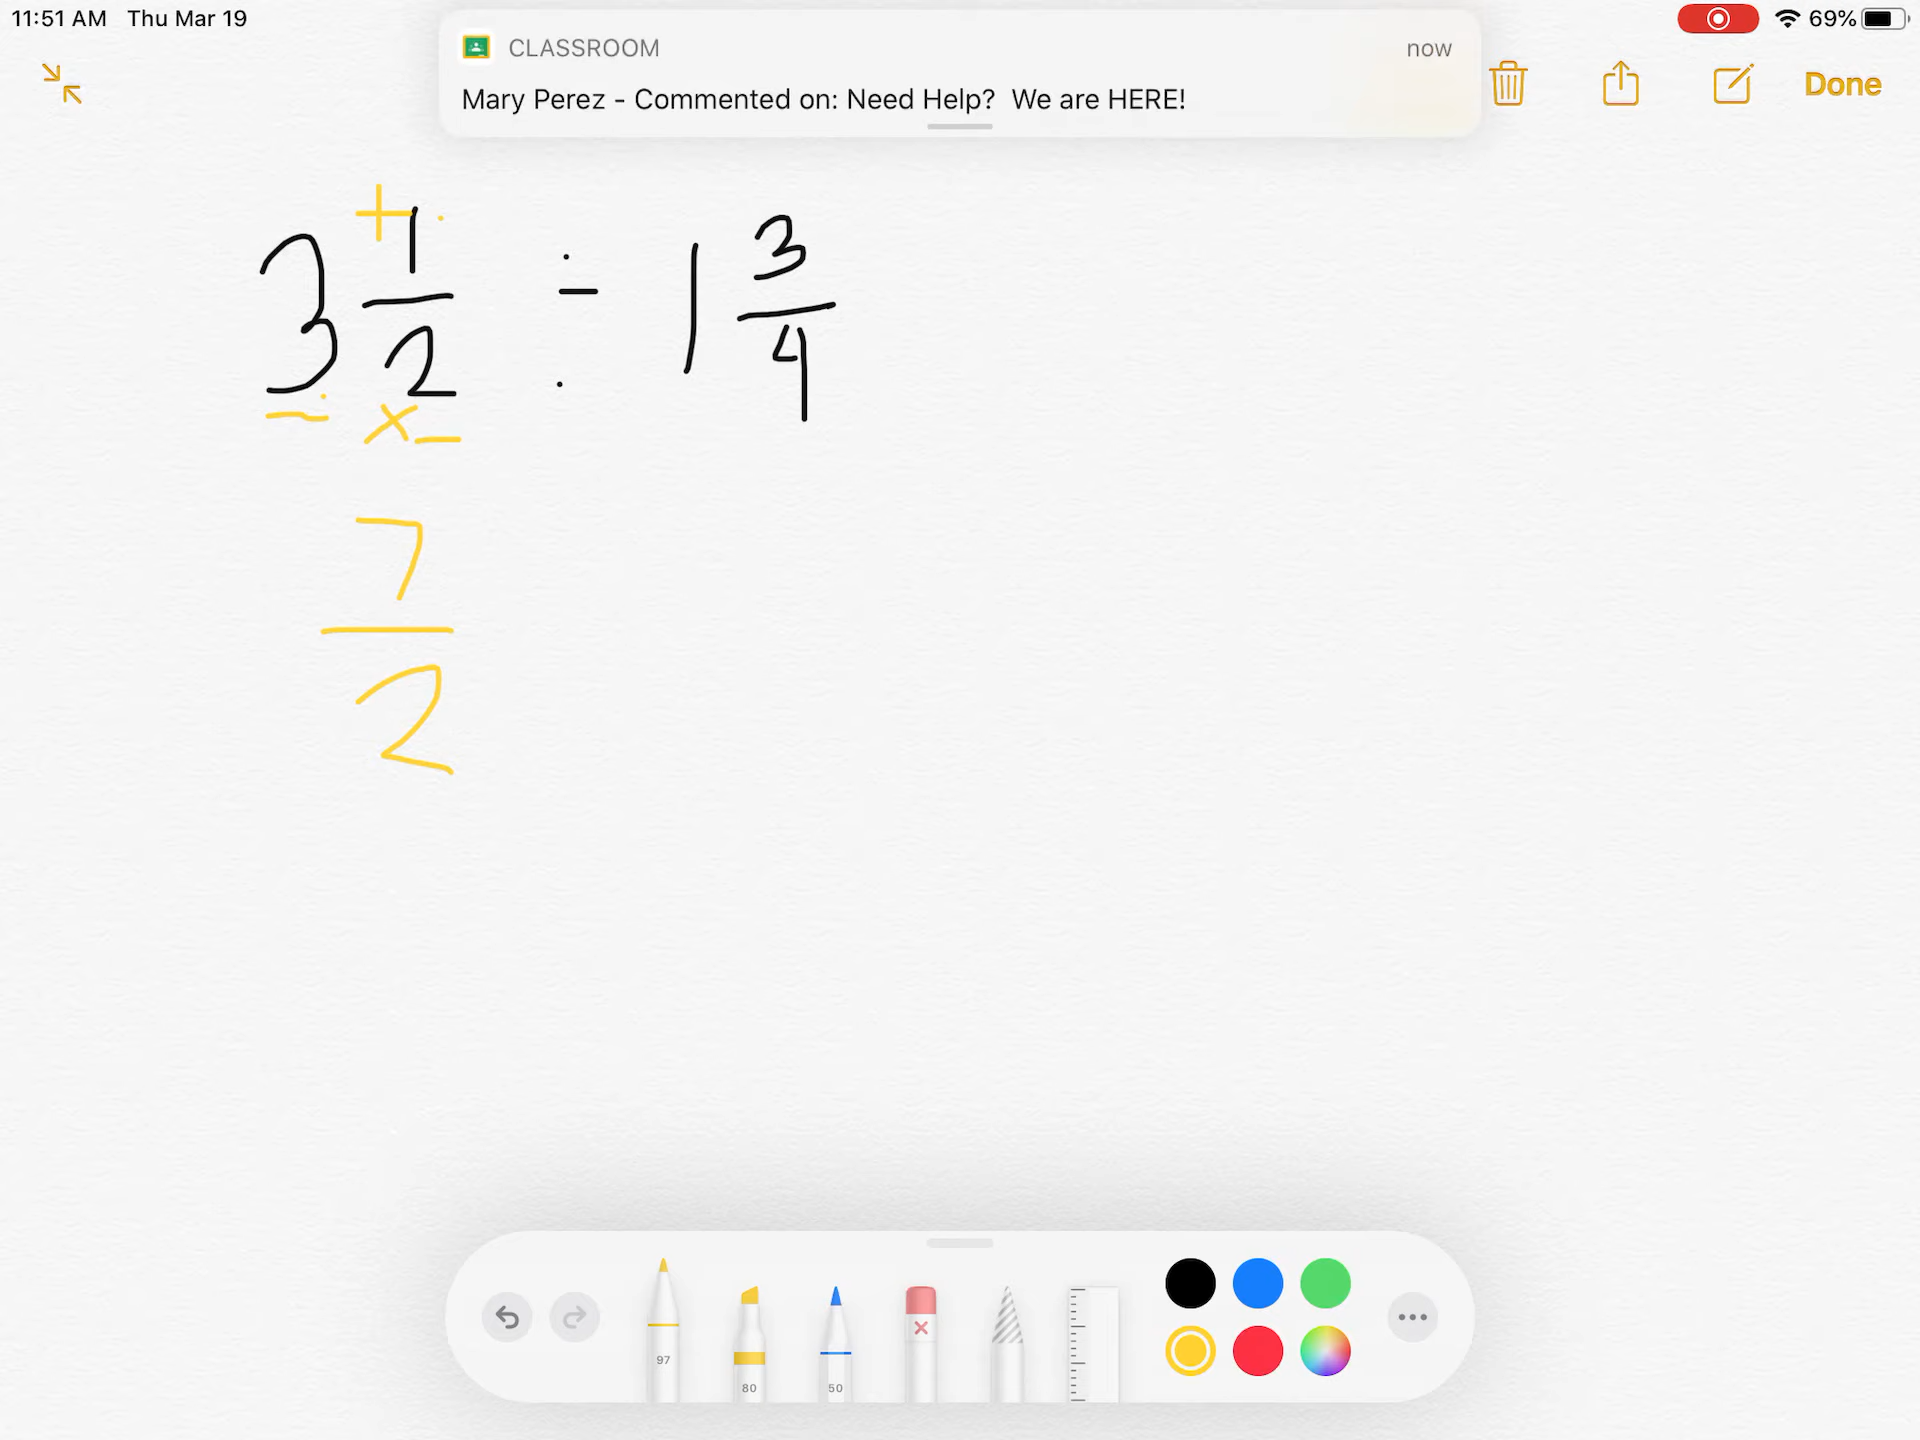 11:51 AM Thu Mar 19 69%
CLASSROOM now
Mary Perez - Commented on: Need Help? We are HERE!
Done
3 1/2 ÷ 1 3/4
+
× 
7/2
97 80 50